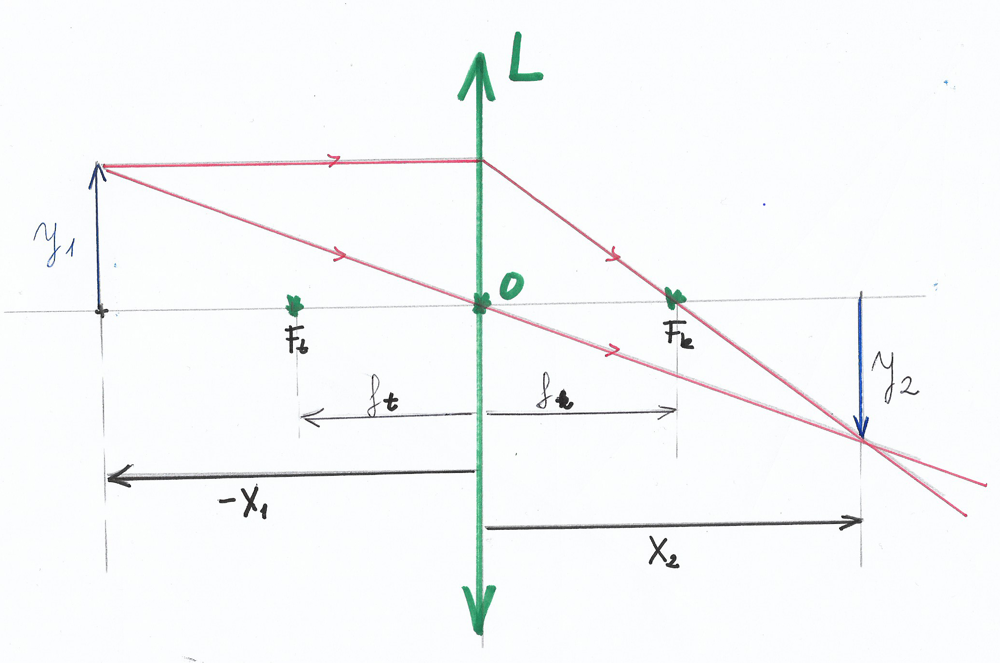 L
y₁
O
Fₜ
Fₖ
y₂
fₜ
fₖ
-X₁
X₂